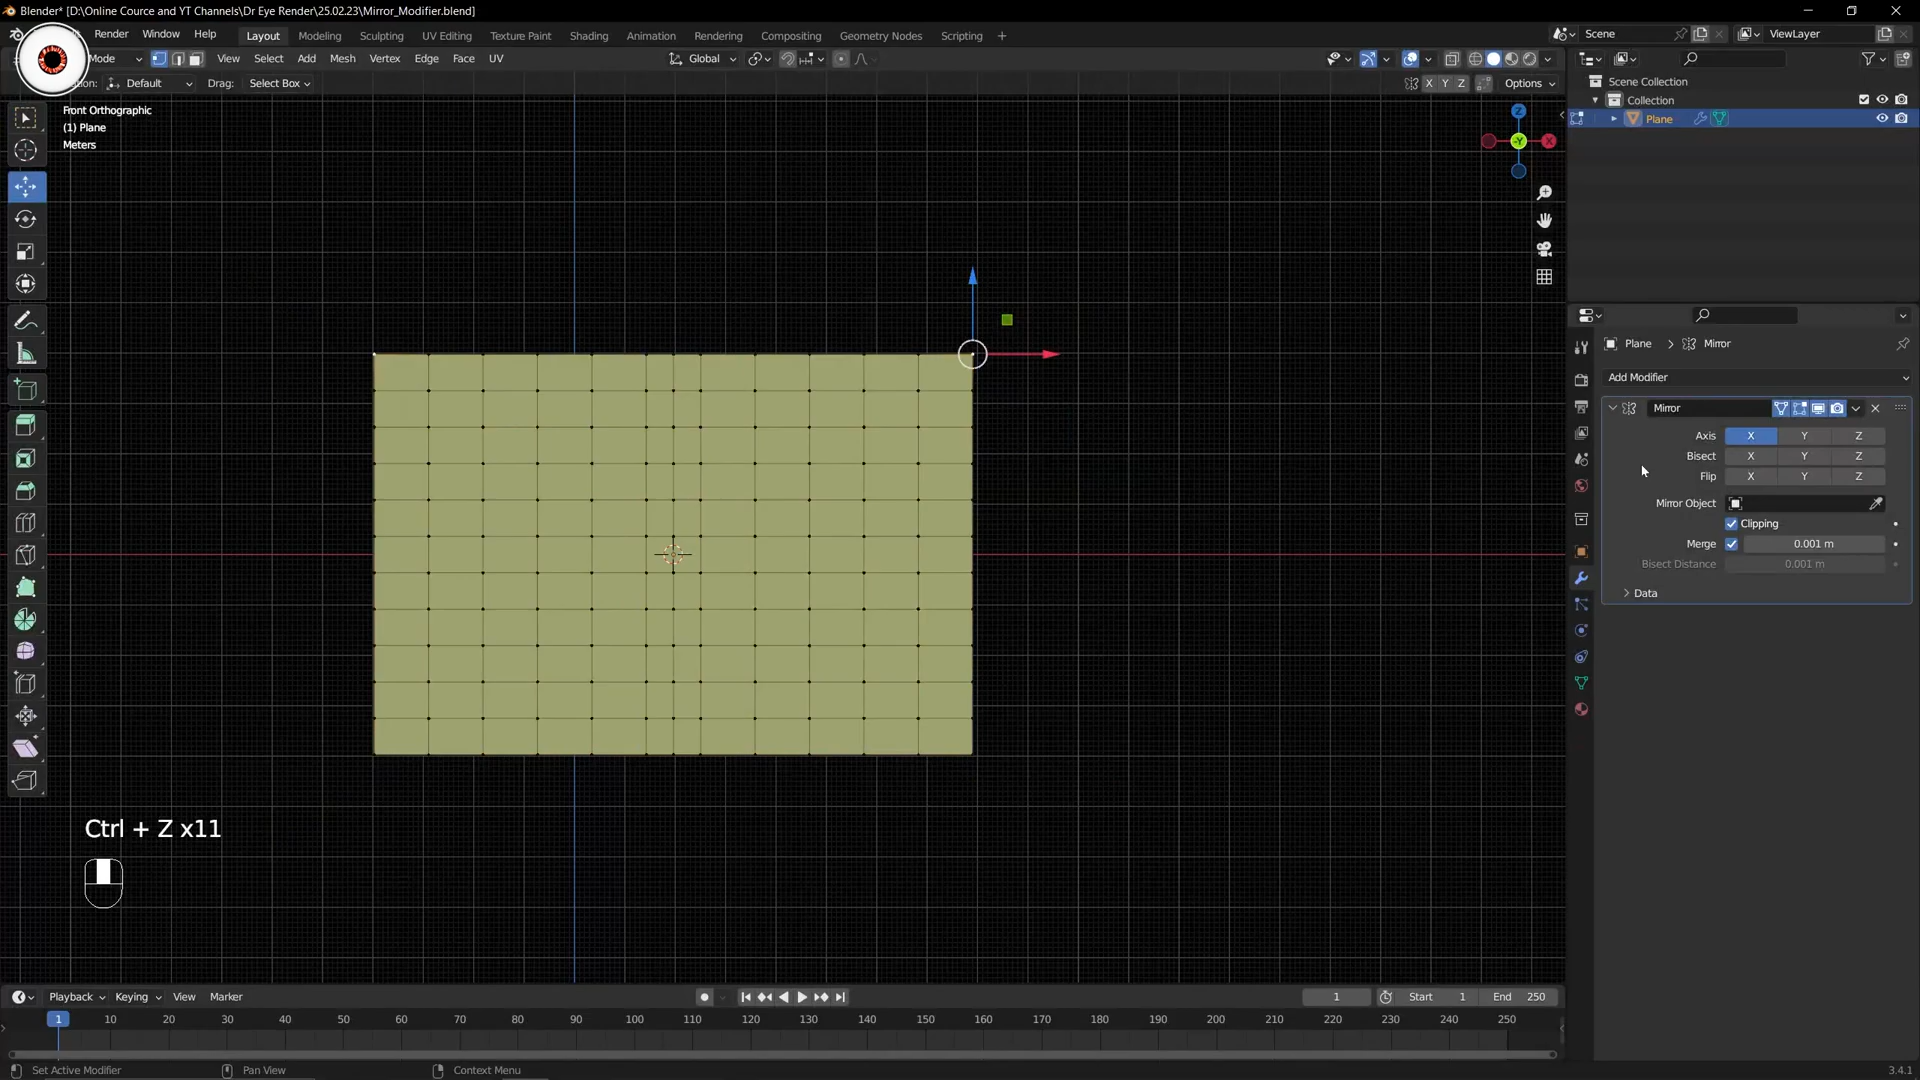 Blender* [D:\Online Cource and YT Channels\Dr Eye Render\25.02.23\Mirror_Modifier.blend]
Render Window Help Layout Modeling Sculpting UV Editing Texture Paint Shading Animation Rendering Compositing Geometry Nodes Scripting + Scene ViewLayer
Mode View Select Add Mesh Vertex Edge Face UV Global
Default Drag: Select Box X Y Z Options
Front Orthographic
(1) Plane
Meters
Z
-Y
X
Scene Collection
Collection
Plane
Plane > Mirror
Add Modifier
Mirror
Axis X Y Z
Bisect X Y Z
Flip X Y Z
Mirror Object
Clipping
Merge 0.001 m
Bisect Distance 0.001 m
Data
Ctrl + Z x11
Playback Keying View Marker 1 Start 1 End 250
1 10 20 30 40 50 60 70 80 90 100 110 120 130 140 150 160 170 180 190 200 210 220 230 240 250
Set Active Modifier Pan View Context Menu 3.4.1